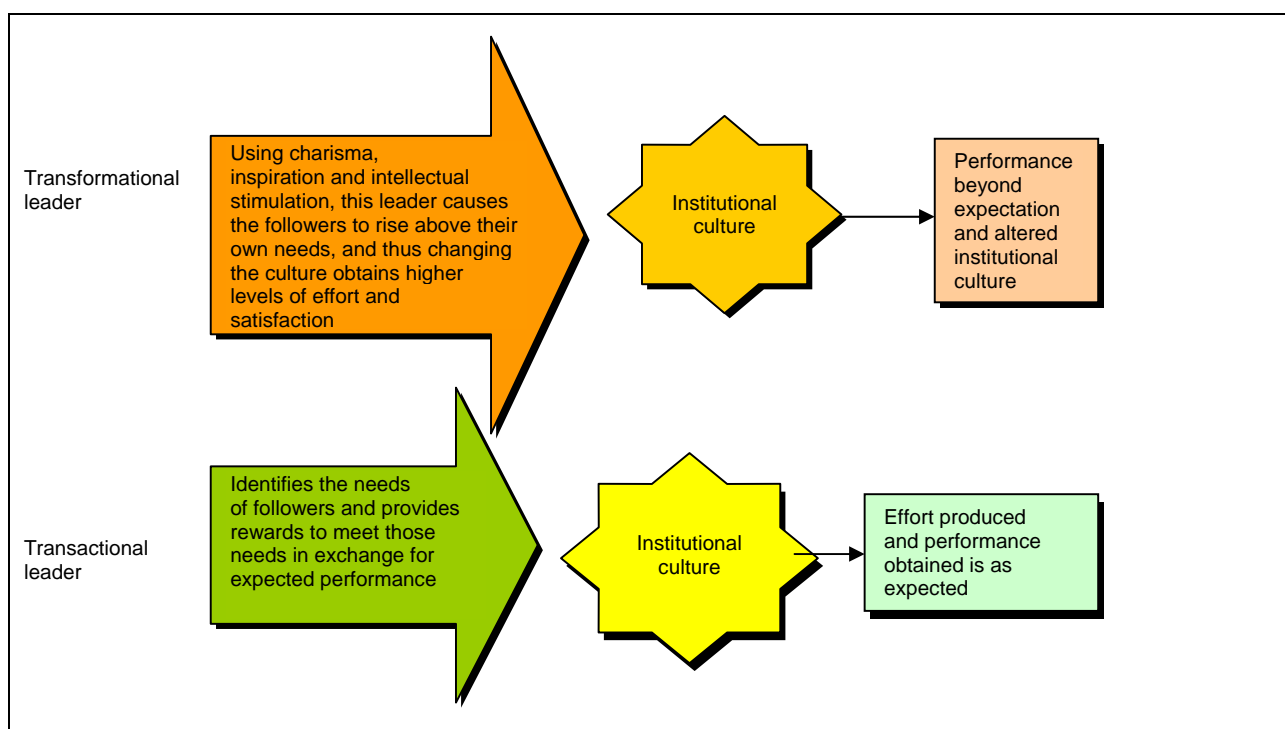 Transformational
leader
Using charisma,
inspiration and intellectual
stimulation, this leader causes
the followers to rise above their
own needs, and thus changing
the culture obtains higher
levels of effort and
satisfaction
Institutional
culture
Performance
beyond
expectation
and altered
institutional
culture
Transactional
leader
Identifies the needs
of followers and provides
rewards to meet those
needs in exchange for
expected performance
Institutional
culture
Effort produced
and performance
obtained is as
expected